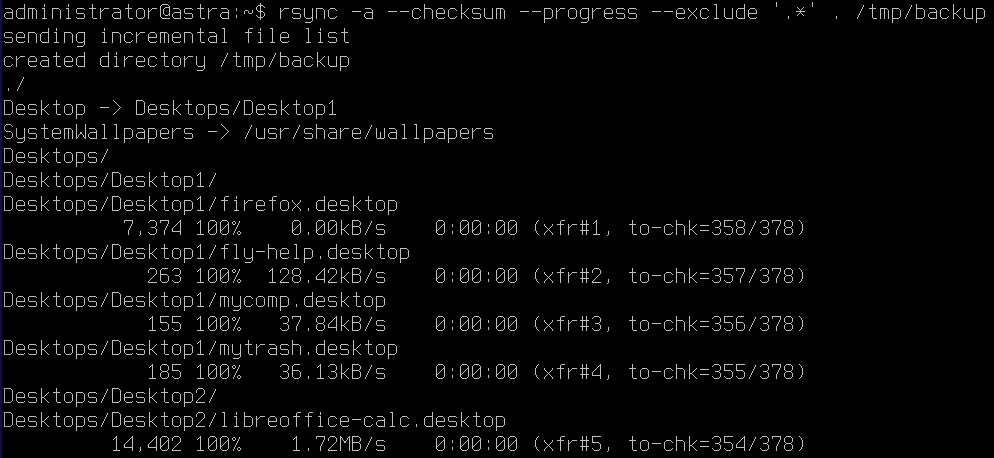 administrator@astra:~$ rsync -a --checksum --progress --exclude '.*' . /tmp/backup
sending incremental file list
created directory /tmp/backup
./
Desktop -> Desktops/Desktop1
SystemWallpapers -> /usr/share/wallpapers
Desktops/
Desktops/Desktop1/
Desktops/Desktop1/firefox.desktop
7,374 100% 0.00kB/s 0:00:00 (xfr#1, to-chk=358/378)
Desktops/Desktop1/fly-help.desktop
263 100% 128.42kB/s 0:00:00 (xfr#2, to-chk=357/378)
Desktops/Desktop1/mycomp.desktop
155 100% 37.84kB/s 0:00:00 (xfr#3, to-chk=356/378)
Desktops/Desktop1/mytrash.desktop
185 100% 36.13kB/s 0:00:00 (xfr#4, to-chk=355/378)
Desktops/Desktop2/
Desktops/Desktop2/libreoffice-calc.desktop
14,402 100% 1.72MB/s 0:00:00 (xfr#5, to-chk=354/378)